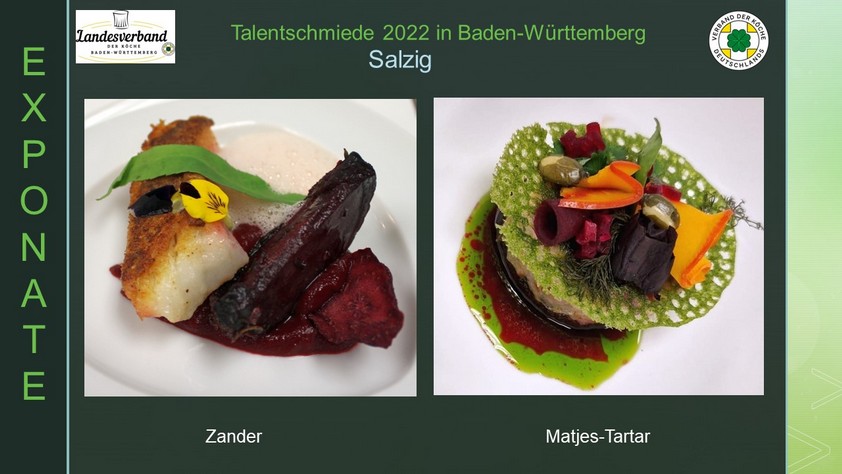 Landesverband
DER KÖCHE
BADEN-WÜRTTEMBERG
Talentschmiede 2022 in Baden-Württemberg
Salzig
VERBAND DER KÖCHE
DEUTSCHLANDS
EXPONATE
Zander
Matjes-Tartar